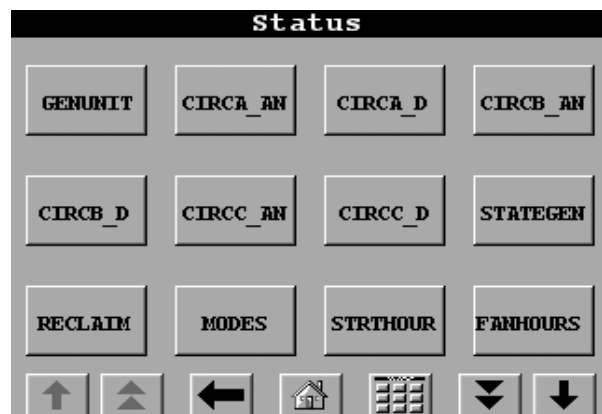 Status
GENUNIT CIRCA_AN CIRCA_D CIRCB_AN
CIRCB_D CIRCC_AN CIRCC_D STATEGEN
RECLAIM MODES STRTHOUR FANHOURS